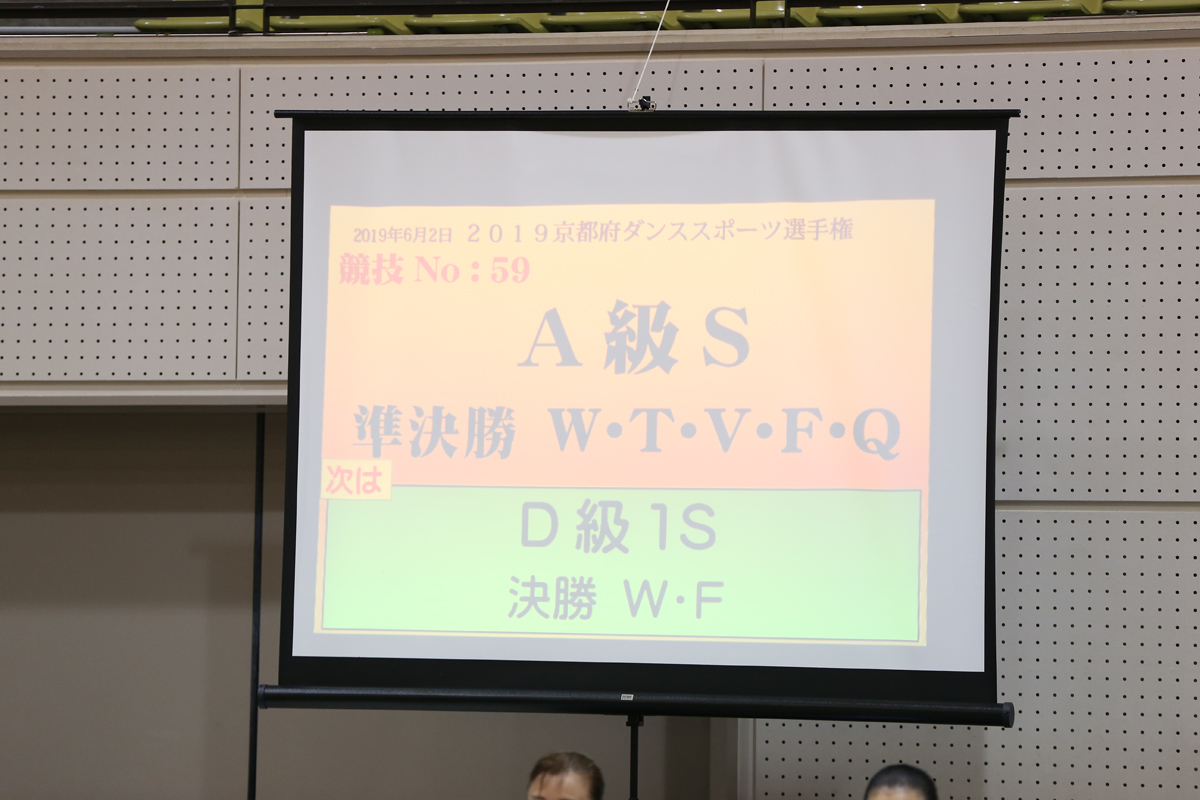 2019年6月2日 2019京都府ダンススポーツ選手権
競技 No：59
A 級 S
準決勝 W・T・V・F・Q
次は
D 級 1S
決勝 W・F